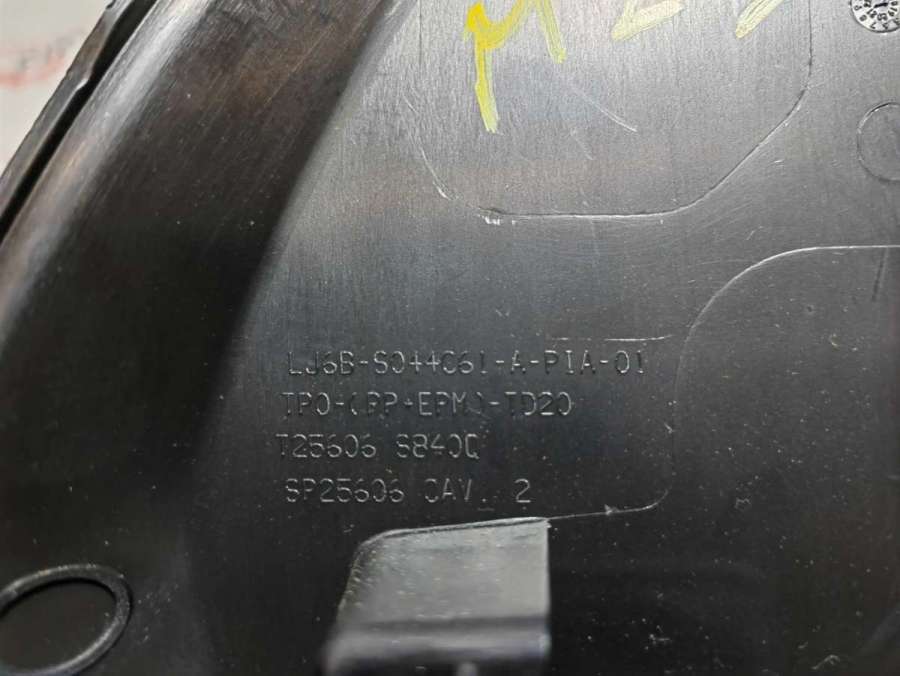 LJ6B-S044C61-A-PIA-01
TPO-(PP+EPM)-TD20
T25606 S840Q
SP25606 CAV. 2